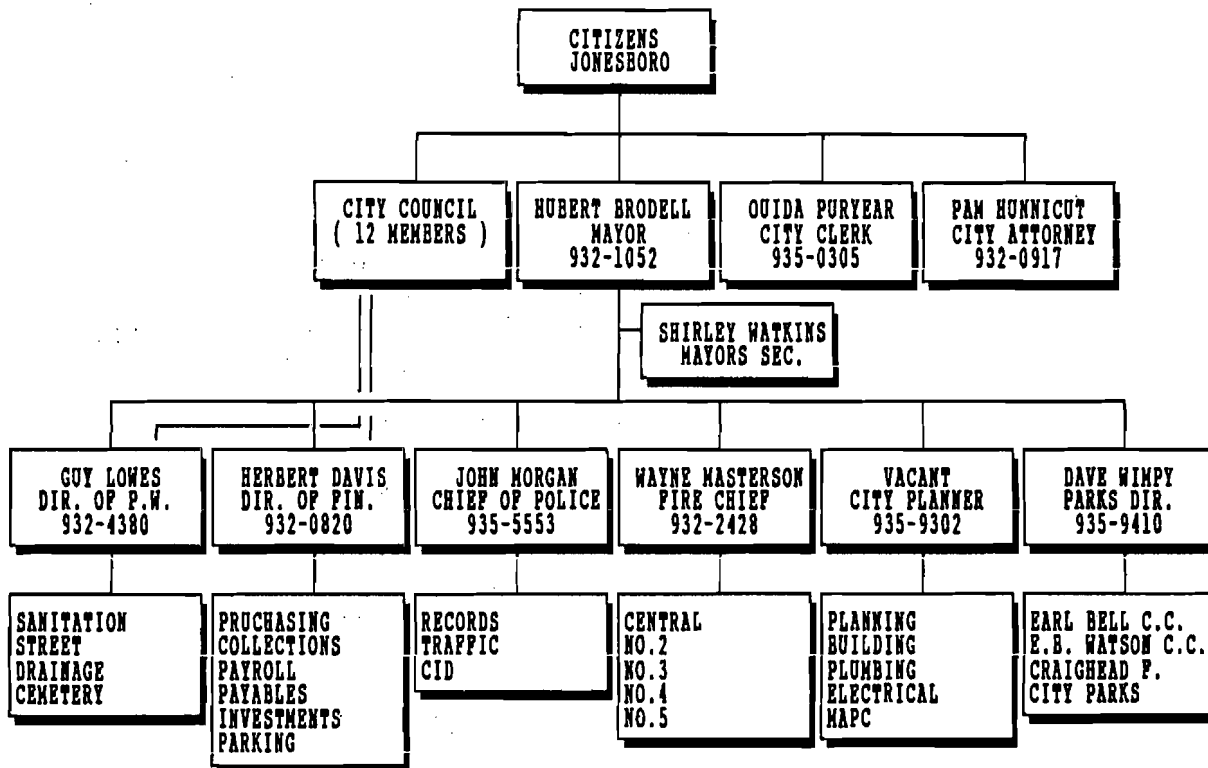 CITIZENS
JONESBORO
CITY COUNCIL
( 12 MEMBERS )
HUBERT BRODELL
MAYOR
932-1052
OUIDA PURYEAR
CITY CLERK
935-0305
PAM HUNNICUT
CITY ATTORNEY
932-0917
SHIRLEY WATKINS
MAYORS SEC.
GUY LOWES
DIR. OF P.W.
932-4380
HERBERT DAVIS
DIR. OF FIN.
932-0820
JOHN MORGAN
CHIEF OF POLICE
935-5553
WAYNE MASTERSON
FIRE CHIEF
932-2428
VACANT
CITY PLANNER
935-9302
DAVE WIMPY
PARKS DIR.
935-9410
SANITATION
STREET
DRAINAGE
CEMETERY
PRUCHASING
COLLECTIONS
PAYROLL
PAYABLES
INVESTMENTS
PARKING
RECORDS
TRAFFIC
CID
CENTRAL
NO.2
NO.3
NO.4
NO.5
PLANNING
BUILDING
PLUMBING
ELECTRICAL
MAPC
EARL BELL C.C.
E.B. WATSON C.C.
CRAIGHEAD F.
CITY PARKS